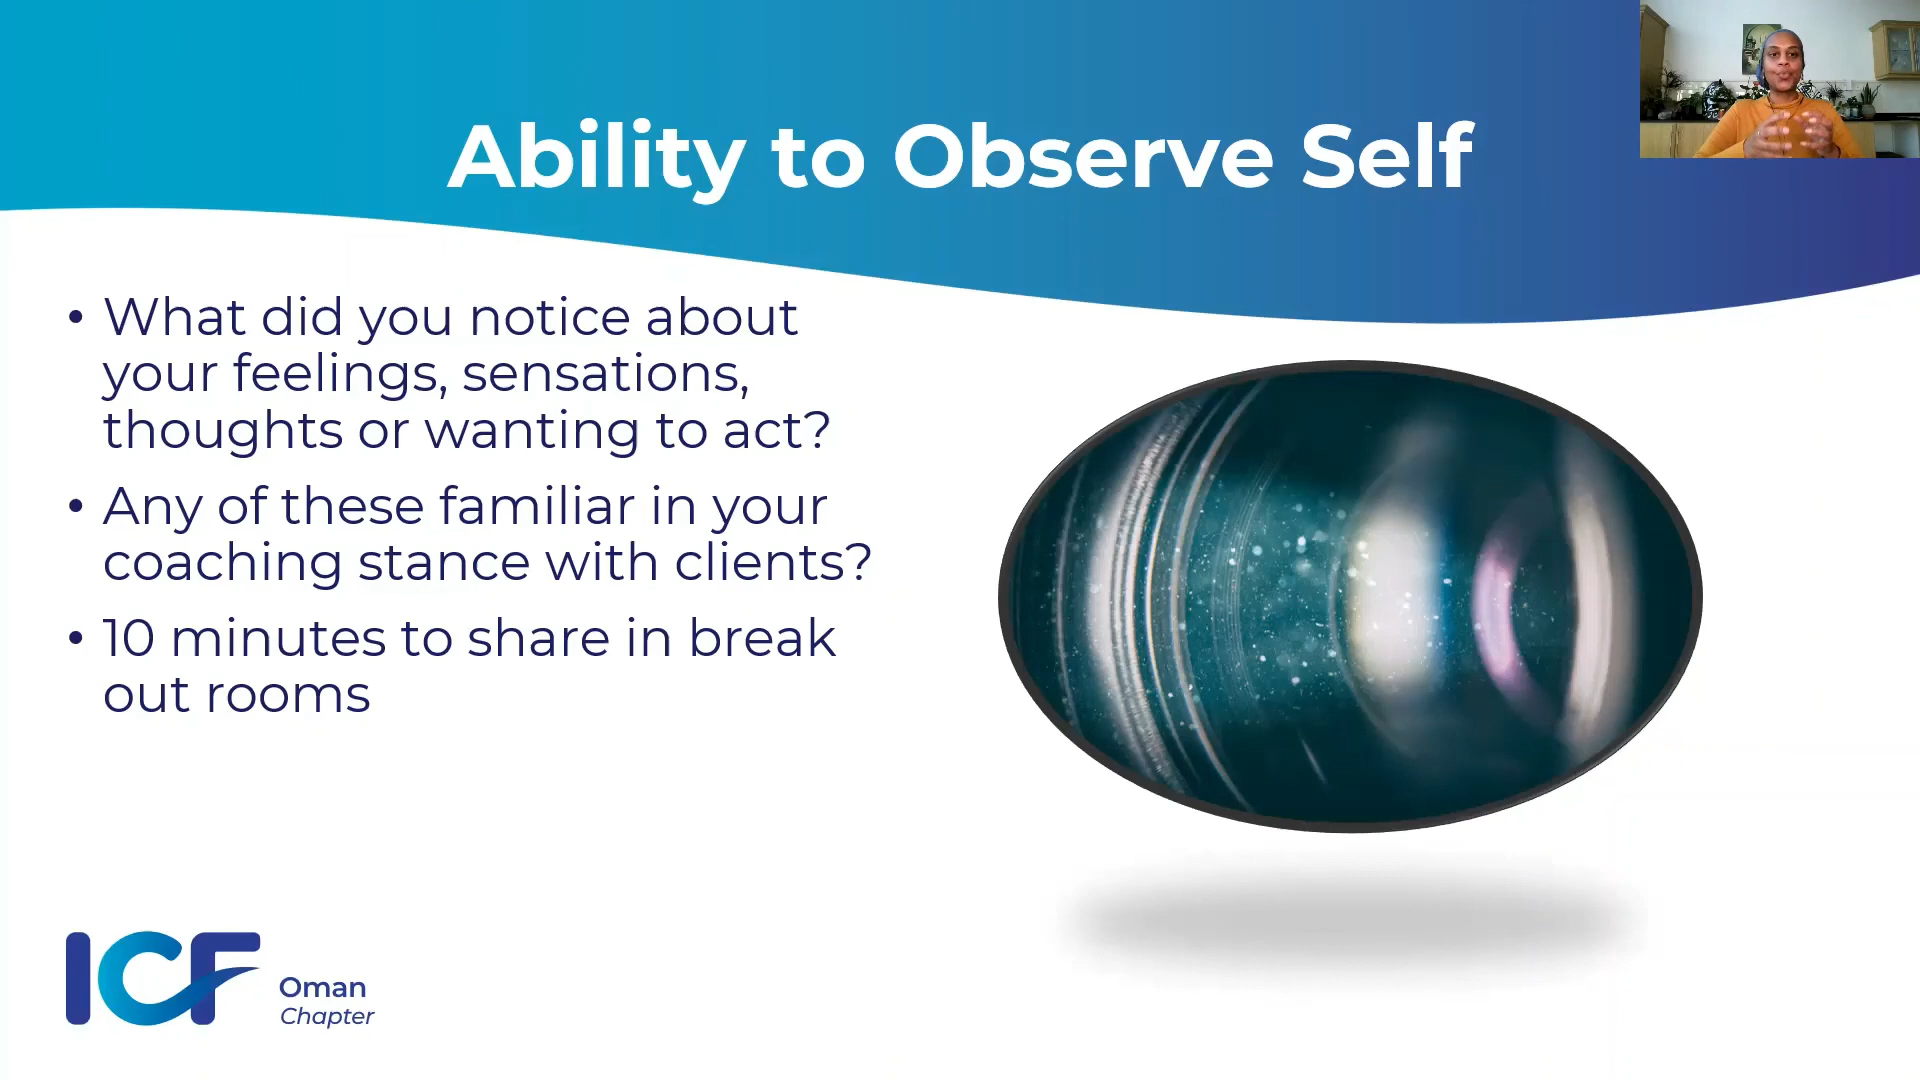 Ability to Observe Self
• What did you notice about
your feelings, sensations,
thoughts or wanting to act?
• Any of these familiar in your
coaching stance with clients?
• 10 minutes to share in break
out rooms
ICF
Oman
Chapter